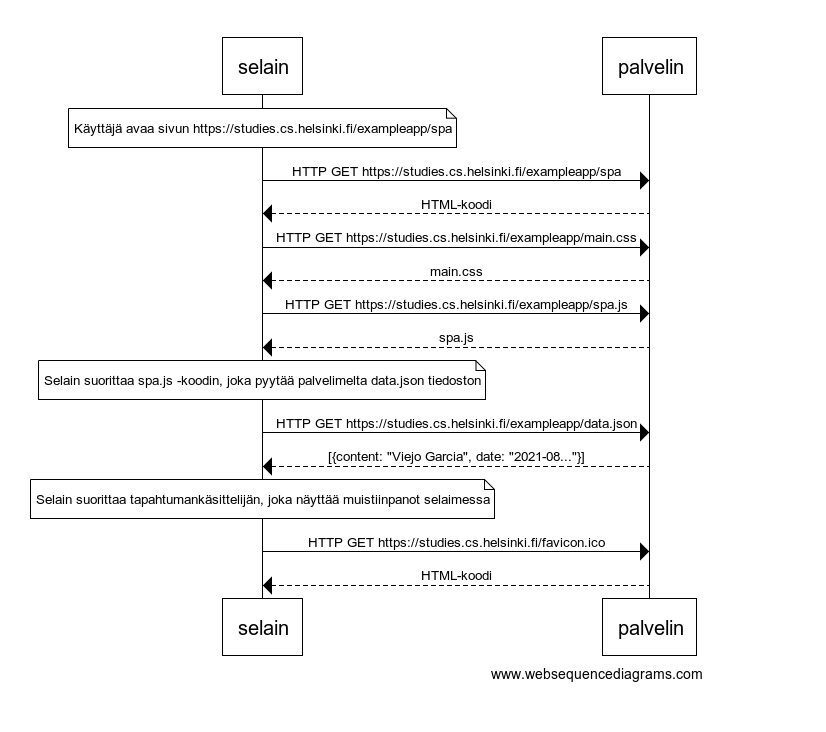 selain
palvelin
Käyttäjä avaa sivun https://studies.cs.helsinki.fi/exampleapp/spa
HTTP GET https://studies.cs.helsinki.fi/exampleapp/spa
HTML-koodi
HTTP GET https://studies.cs.helsinki.fi/exampleapp/main.css
main.css
HTTP GET https://studies.cs.helsinki.fi/exampleapp/spa.js
spa.js
Selain suorittaa spa.js -koodin, joka pyytää palvelimelta data.json tiedoston
HTTP GET https://studies.cs.helsinki.fi/exampleapp/data.json
[{content: "Viejo Garcia", date: "2021-08..."}]
Selain suorittaa tapahtumankäsittelijän, joka näyttää muistiinpanot selaimessa
HTTP GET https://studies.cs.helsinki.fi/favicon.ico
HTML-koodi
selain
palvelin
www.websequencediagrams.com